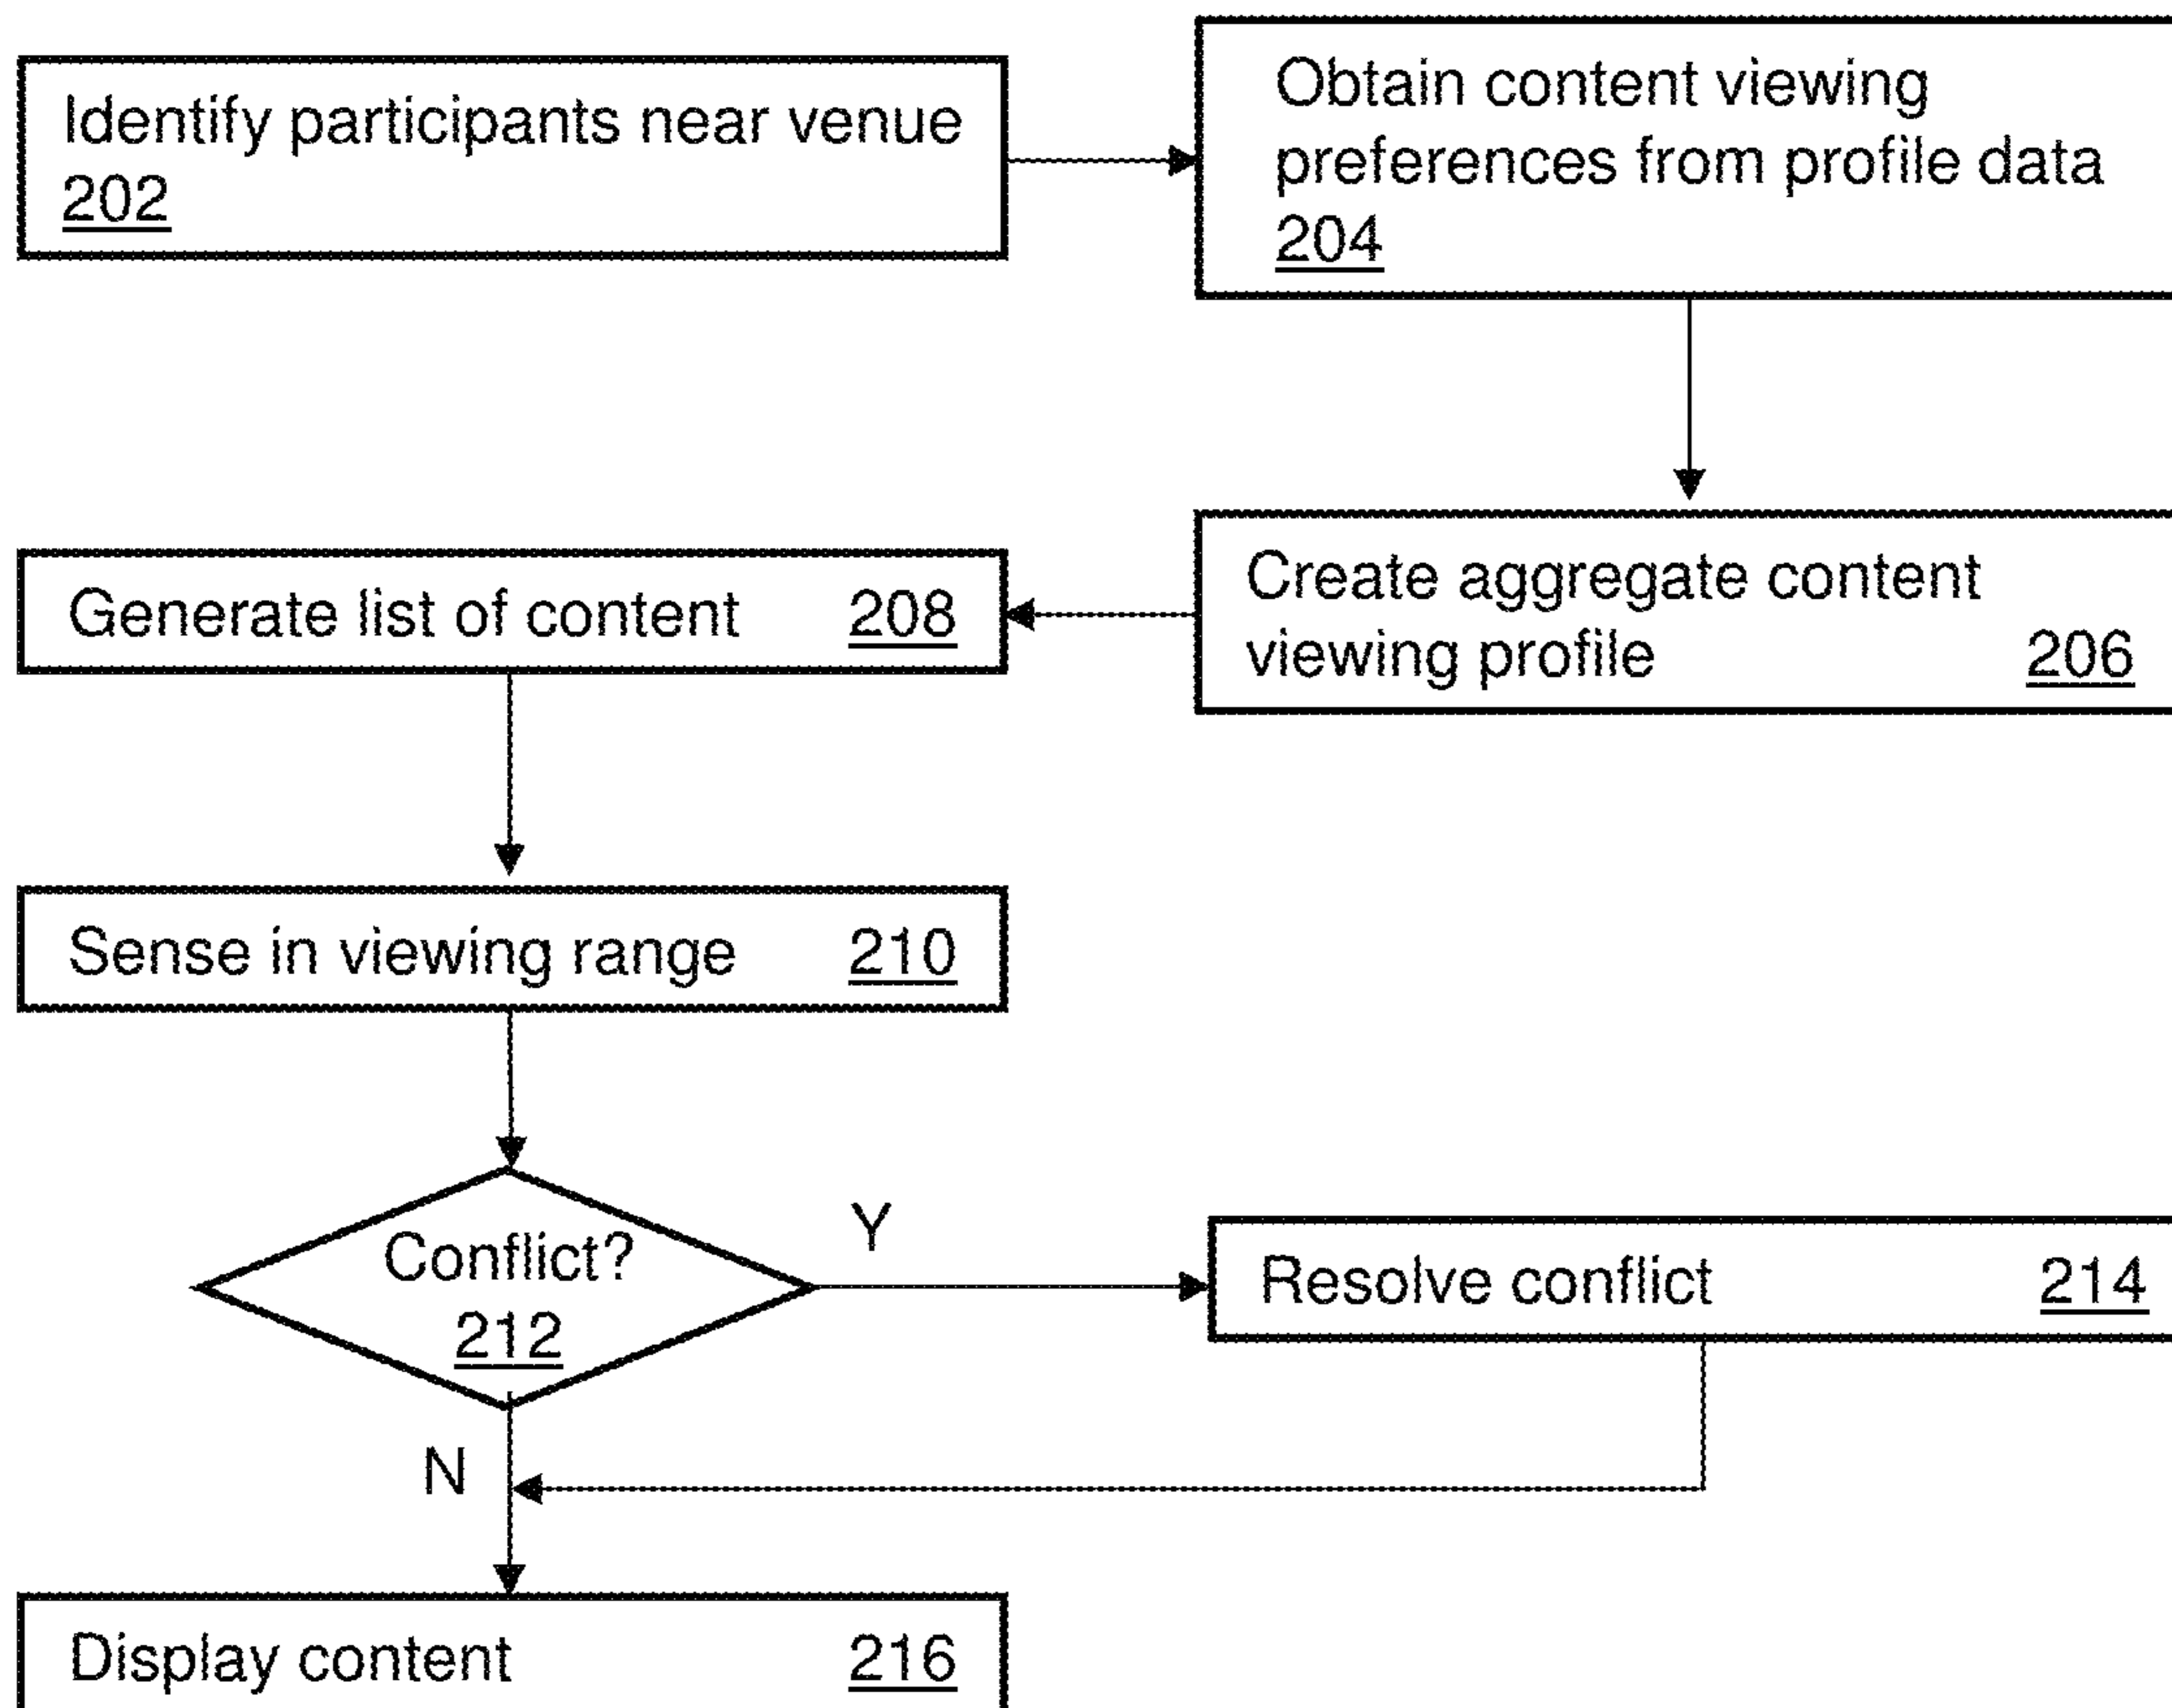 Identify participants near venue
202
Obtain content viewing
preferences from profile data
204
Create aggregate content
viewing profile 206
Generate list of content 208
Sense in viewing range 210
Conflict?
212
Y
Resolve conflict 214
N
Display content 216